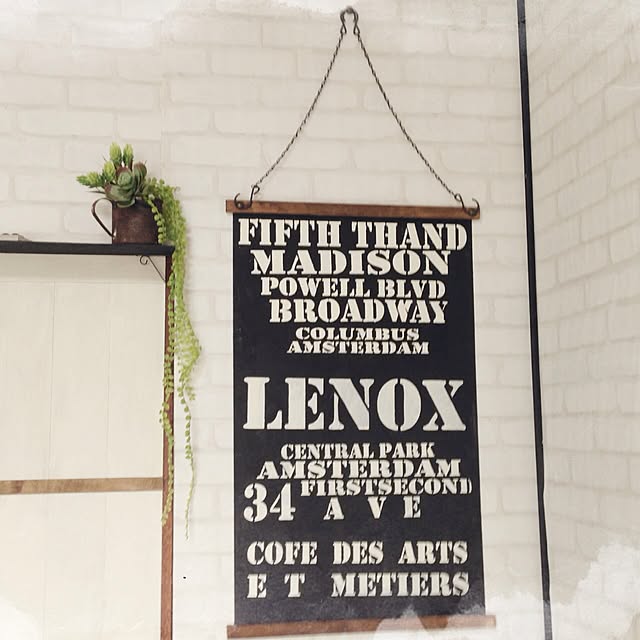 FIFTH THAND
MADISON
POWELL BLVD
BROADWAY
COLUMBUS
AMSTERDAM
LENOX
CENTRAL PARK
AMSTERDAM
34 FIRSTSECOND
AVE
COFE DES ARTS
ET METIERS